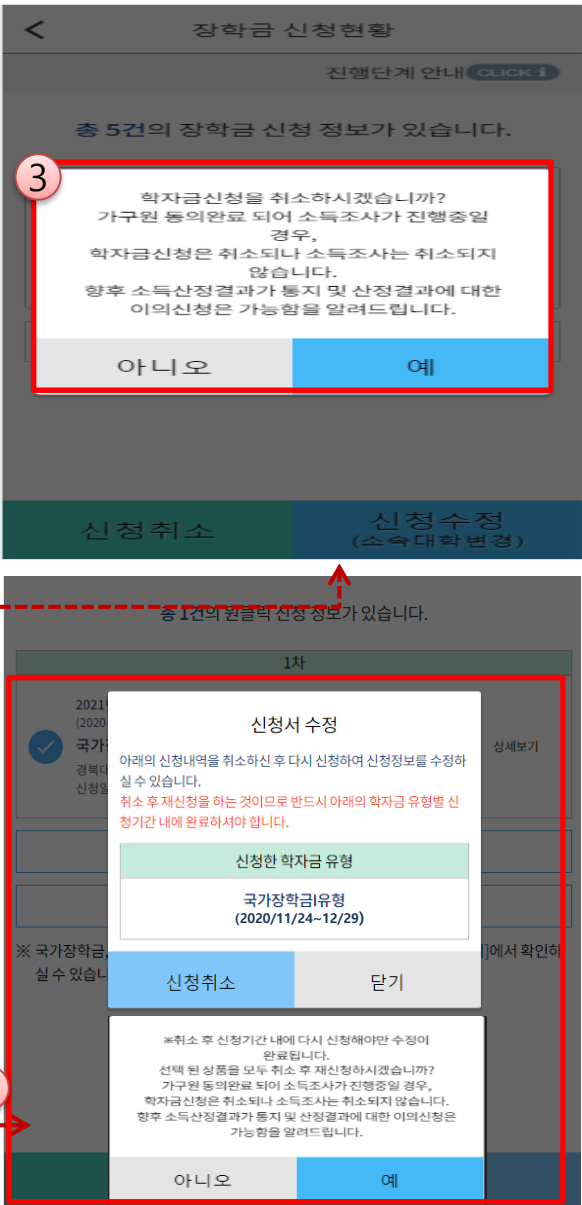 장학금 신청현황
진행단계 안내 CLICK i
총 5건의 장학금 신청 정보가 있습니다.
3
학자금신청을 취소하시겠습니까?
가구원 동의완료 되어 소득조사가 진행중일
경우,
학자금신청은 취소되나 소득조사는 취소되지
않습니다.
향후 소득산정결과가 통지 및 산정결과에 대한
이의신청은 가능함을 알려드립니다.
아니오 예
신청취소 신청수정
(소속대학변경)
총 1건의 원클릭 신청 정보가 있습니다.
1차
2021
(2020-
국가
경북대
신청일
상세보기
신청서 수정
아래의 신청내역을 취소하신 후 다시 신청하여 신청정보를 수정하
실 수 있습니다.
취소 후 재신청을 하는 것이므로 반드시 아래의 학자금 유형별 신
청기간 내에 완료하셔야 합니다.
신청한 학자금 유형
국가장학금I유형
(2020/11/24~12/29)
※ 국가장학금, ]에서 확인하
실 수 있습니
신청취소 닫기
※취소 후 신청기간 내에 다시 신청해야만 수정이
완료됩니다.
선택 된 상품을 모두 취소 후 재신청하시겠습니까?
가구원 동의완료 되어 소득조사가 진행중일 경우,
학자금신청은 취소되나 소득조사는 취소되지 않습니다.
향후 소득산정결과가 통지 및 산정결과에 대한 이의신청은
가능함을 알려드립니다.
아니오 예